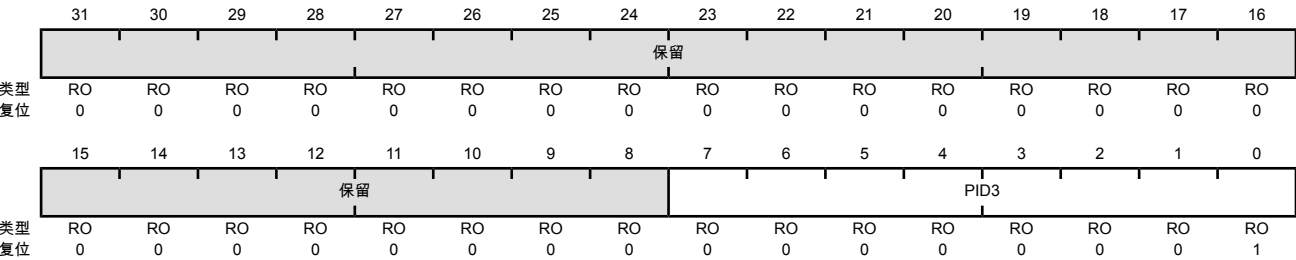 31 30 29 28 27 26 25 24 23 22 21 20 19 18 17 16
保留
类型 RO RO RO RO RO RO RO RO RO RO RO RO RO RO RO RO
复位 0 0 0 0 0 0 0 0 0 0 0 0 0 0 0 0
15 14 13 12 11 10 9 8 7 6 5 4 3 2 1 0
保留 PID3
类型 RO RO RO RO RO RO RO RO RO RO RO RO RO RO RO RO
复位 0 0 0 0 0 0 0 0 0 0 0 0 0 0 0 1